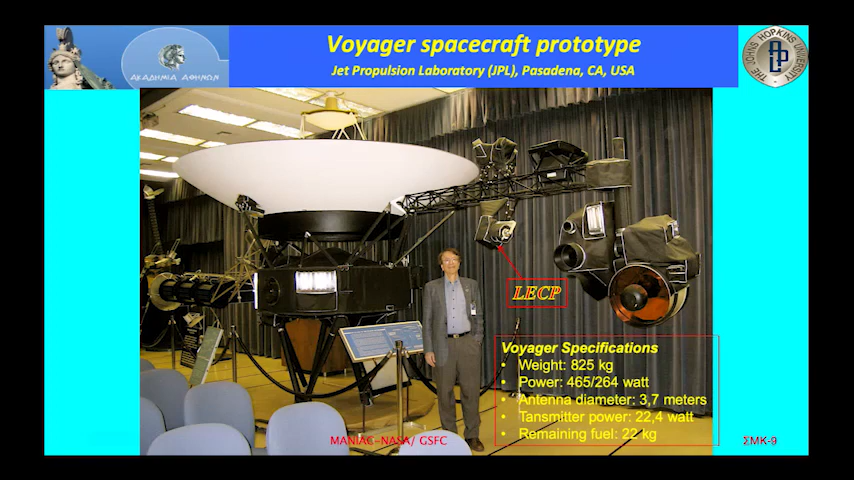 Voyager spacecraft prototype
Jet Propulsion Laboratory (JPL), Pasadena, CA, USA
ΑΚΑΔΗΜΙΑ ΑΘΗΝΩΝ
THE JOHNS HOPKINS UNIVERSITY
LECP
Voyager Specifications
• Weight: 825 kg
• Power: 465/264 watt
• Antenna diameter: 3,7 meters
• Tansmitter power: 22,4 watt
• Remaining fuel: 22 kg
MANIAC-NASA/ GSFC
ΣΜΚ-9